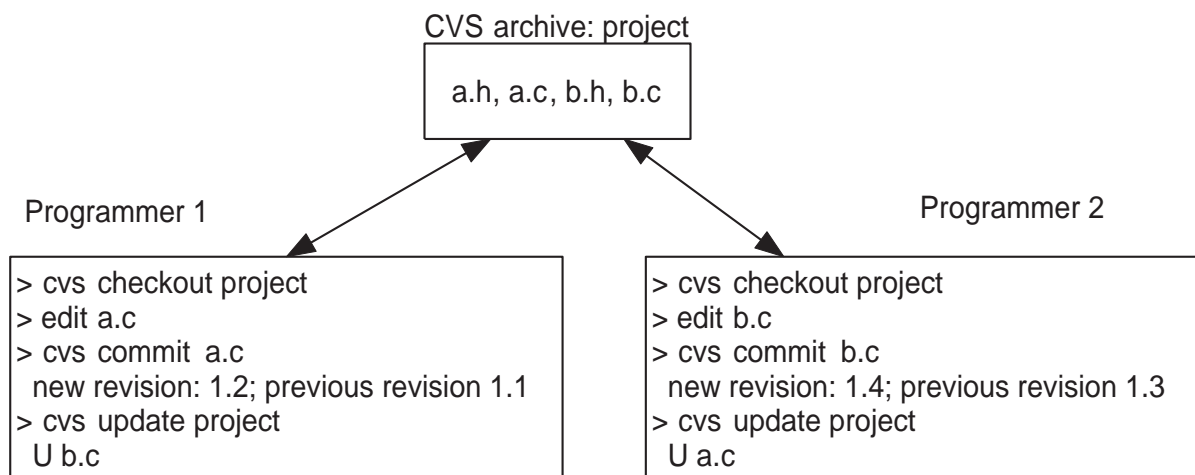 CVS archive: project
a.h, a.c, b.h, b.c
Programmer 1
> cvs checkout project
> edit a.c
> cvs commit a.c
new revision: 1.2; previous revision 1.1
> cvs update project
U b.c
Programmer 2
> cvs checkout project
> edit b.c
> cvs commit b.c
new revision: 1.4; previous revision 1.3
> cvs update project
U a.c